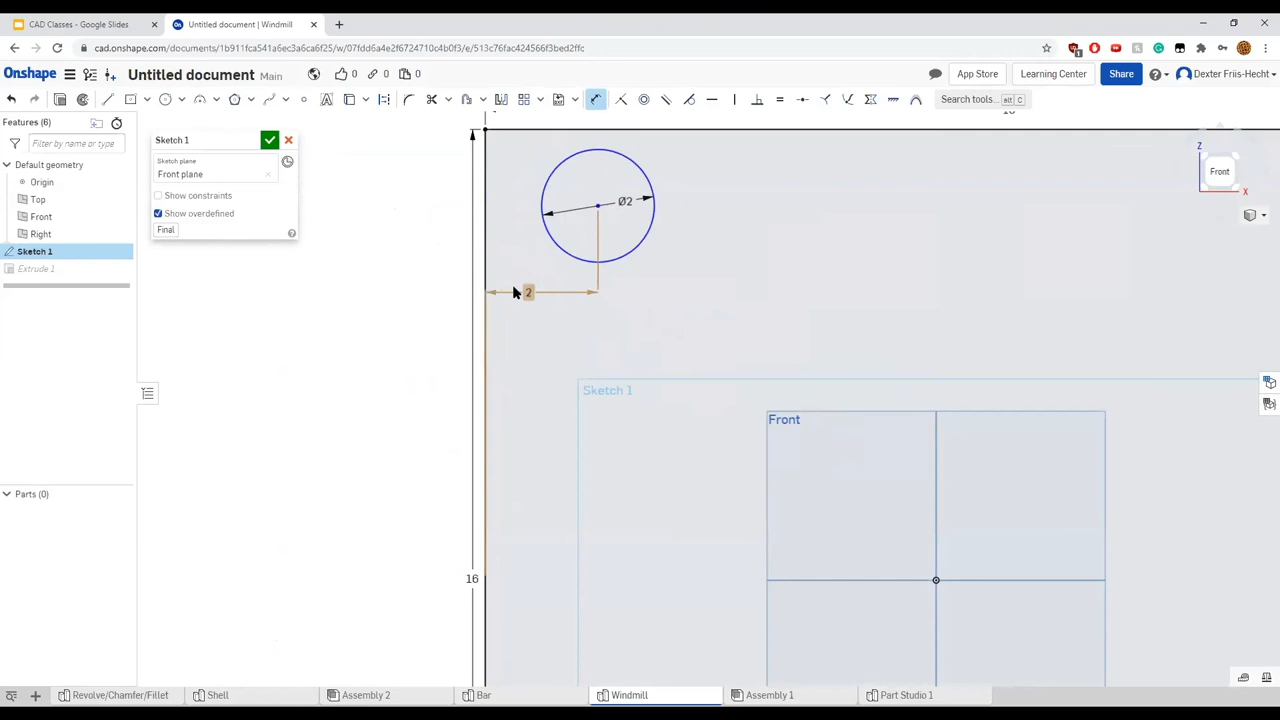 CAD Classes - Google Slides
Untitled document | Windmill
cad.onshape.com/documents/1b911fca541a6ec3a6ca6f25/w/07fdd6a4e2f6724710c4b0f3/e/513c76fac424566f3bed2ffc
Onshape
Untitled document
Main
0
0
0
App Store
Learning Center
Share
Dexter Friis-Hecht
Search tools...
alt
C
Features (6)
Filter by name or type
Default geometry
Origin
Top
Front
Right
Sketch 1
Extrude 1
Parts (0)
Sketch 1
Sketch plane
Front plane
Show constraints
Show overdefined
Final
16
Ø2
2
Sketch 1
Front
16
Z
Front
X
Revolve/Chamfer/Fillet
Shell
Assembly 2
Bar
Windmill
Assembly 1
Part Studio 1